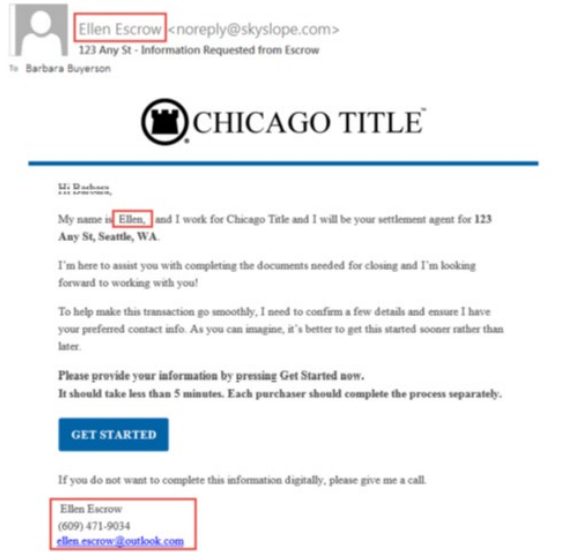 Ellen Escrow <noreply@skyslope.com>
123 Any St - Information Requested from Escrow
To Barbara Buyerson
CHICAGO TITLE™
Hi Barbara,
My name is Ellen, and I work for Chicago Title and I will be your settlement agent for 123
Any St, Seattle, WA.
I'm here to assist you with completing the documents needed for closing and I'm looking
forward to working with you!
To help make this transaction go smoothly, I need to confirm a few details and ensure I have
your preferred contact info. As you can imagine, it's better to get this started sooner rather than
later.
Please provide your information by pressing Get Started now.
It should take less than 5 minutes. Each purchaser should complete the process separately.
GET STARTED
If you do not want to complete this information digitally, please give me a call.
Ellen Escrow
(609) 471-9034
ellen.escrow@outlook.com